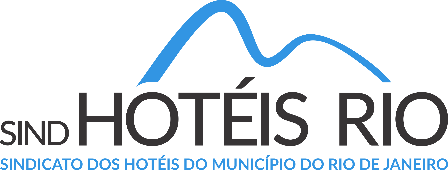 SIND HOTÉIS RIO
SINDICATO DOS HOTÉIS DO MUNICÍPIO DO RIO DE JANEIRO